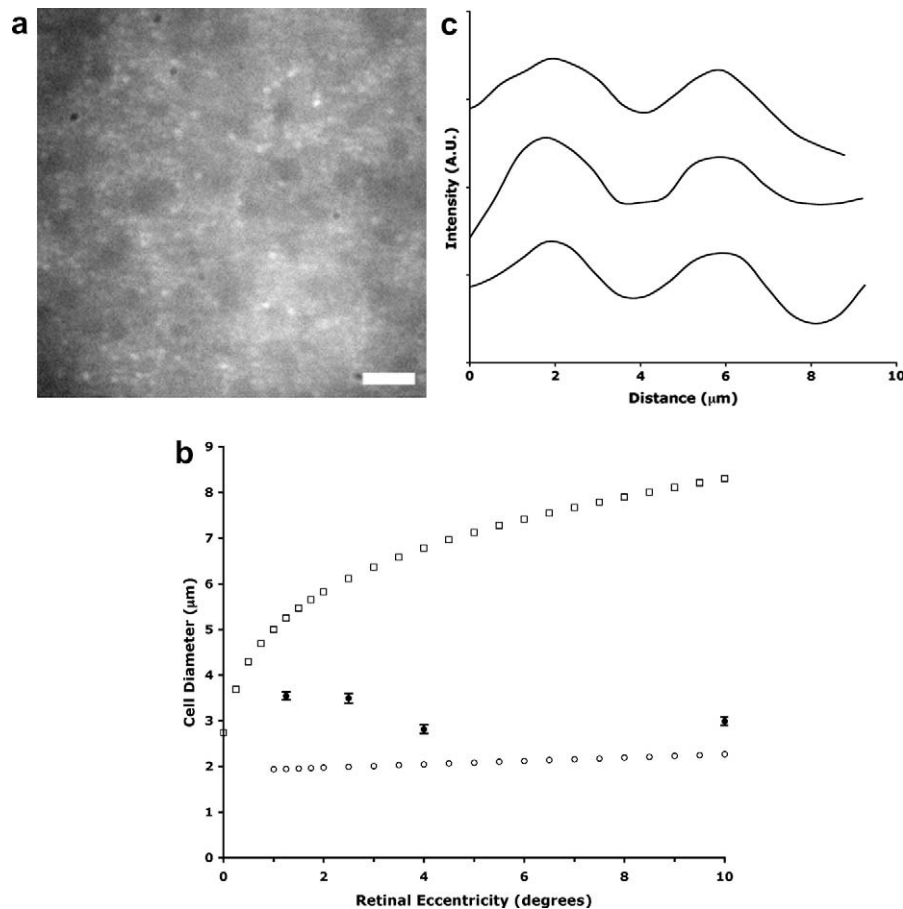 a
c
Intensity (A.U.)
0 2 4 6 8 10
Distance (μm)
b
9
8
7
6
5
4
3
2
1
0
Cell Diameter (μm)
0 2 4 6 8 10
Retinal Eccentricity (degrees)